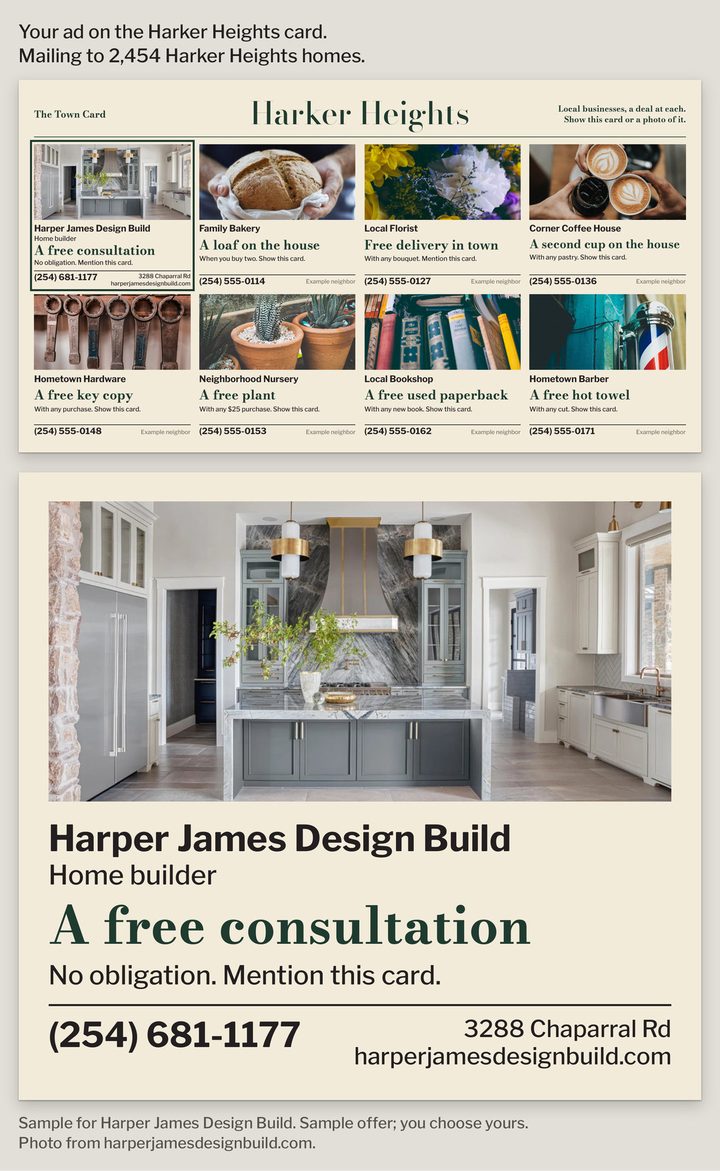 Your ad on the Harker Heights card.
Mailing to 2,454 Harker Heights homes.
The Town Card
Harker Heights
Local businesses, a deal at each.
Show this card or a photo of it.
Harper James Design Build
Home builder
A free consultation
No obligation. Mention this card.
(254) 681-1177
3288 Chaparral Rd
harperjamesdesignbuild.com
Family Bakery
A loaf on the house
When you buy two. Show this card.
(254) 555-0114
Example neighbor
Local Florist
Free delivery in town
With any bouquet. Mention this card.
(254) 555-0127
Example neighbor
Corner Coffee House
A second cup on the house
With any pastry. Show this card.
(254) 555-0136
Example neighbor
Hometown Hardware
A free key copy
With any purchase. Show this card.
(254) 555-0148
Example neighbor
Neighborhood Nursery
A free plant
With any $25 purchase. Show this card.
(254) 555-0153
Example neighbor
Local Bookshop
A free used paperback
With any new book. Show this card.
(254) 555-0162
Example neighbor
Hometown Barber
A free hot towel
With any cut. Show this card.
(254) 555-0171
Example neighbor
Harper James Design Build
Home builder
A free consultation
No obligation. Mention this card.
(254) 681-1177
3288 Chaparral Rd
harperjamesdesignbuild.com
Sample for Harper James Design Build. Sample offer; you choose yours.
Photo from harperjamesdesignbuild.com.